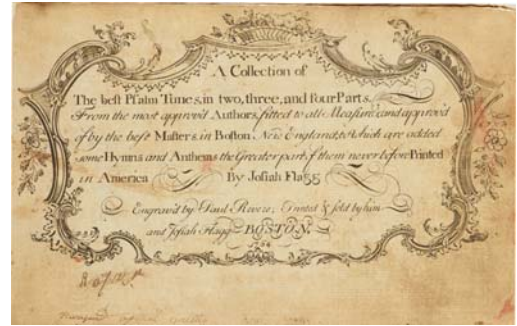 A Collection of
The best Psalm Tunes, in two, three, and four Parts.
From the most approv'd Authors, fitted to all Measures, and approv'd
of by the best Masters in Boston New England; to which are added
some Hymns and Anthems the Greater part of them never before Printed
in America By Josiah Flagg
Engrav'd by Paul Revere; Printed & sold by him
and Josiah Flagg BOSTON.